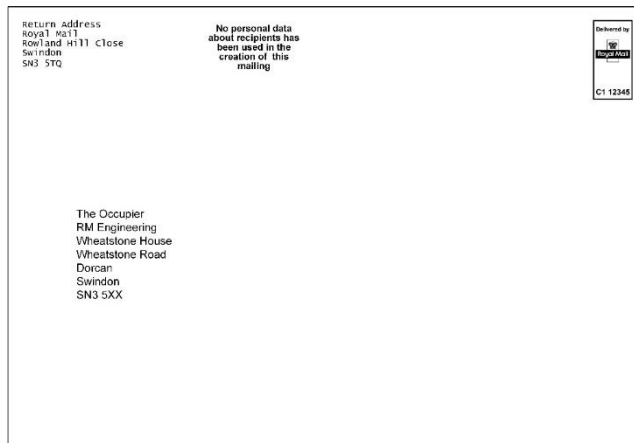 Return Address
Royal Mail
Rowland Hill Close
Swindon
SN3 5TQ
No personal data
about recipients has
been used in the
creation of this
mailing
Delivered by
Royal Mail
C1 12345
The Occupier
RM Engineering
Wheatstone House
Wheatstone Road
Dorcan
Swindon
SN3 5XX